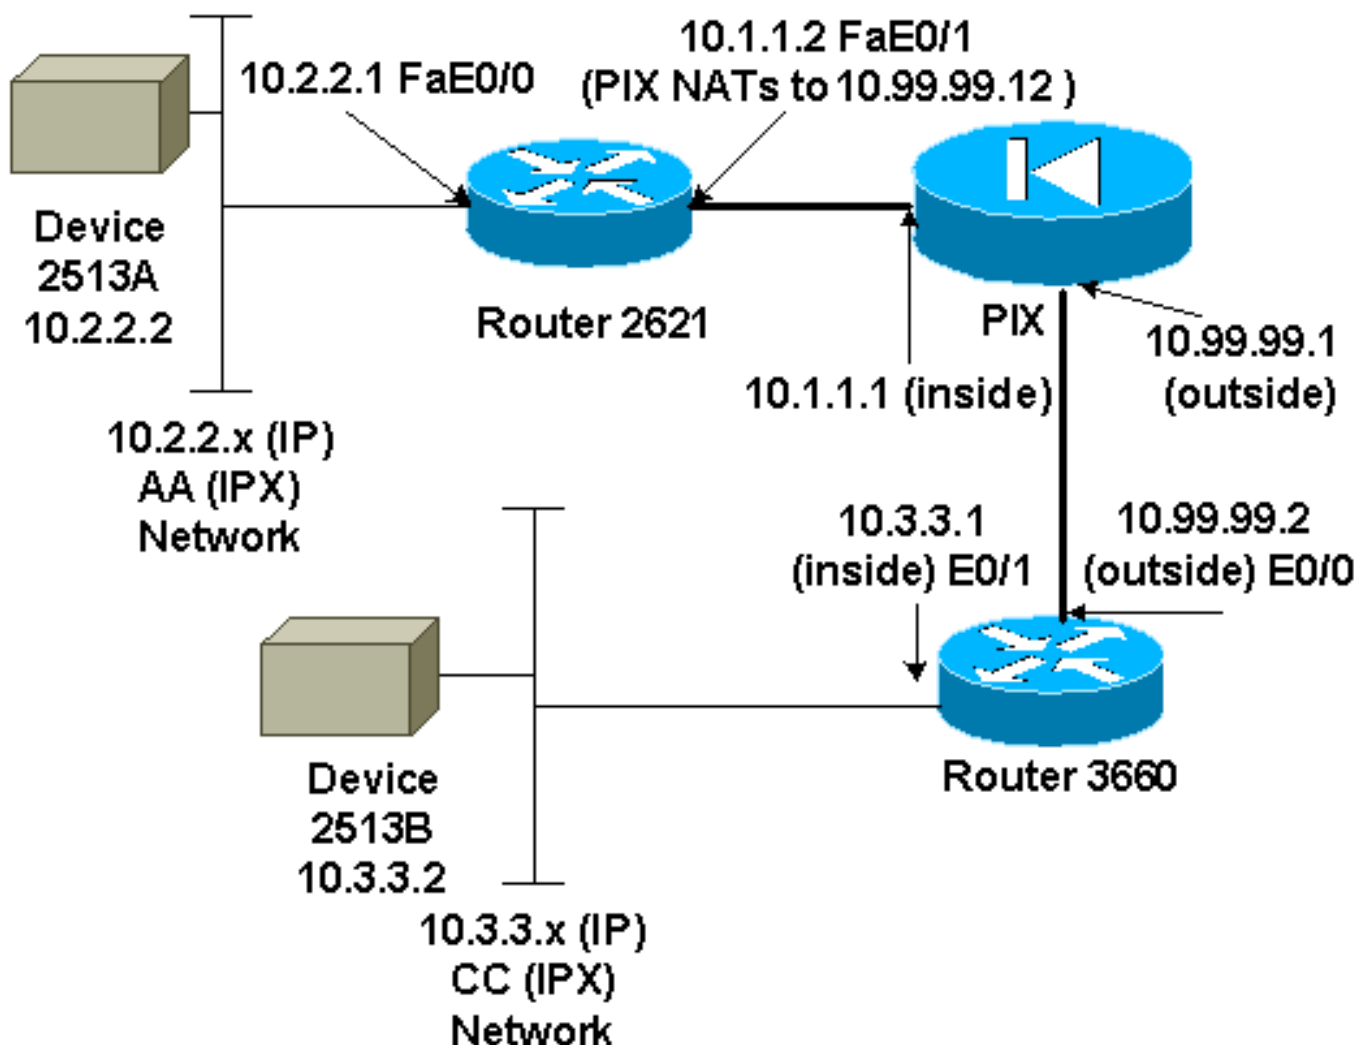 10.1.1.2 FaE0/1
(PIX NATs to 10.99.99.12 )
10.2.2.1 FaE0/0
Device
2513A
10.2.2.2
Router 2621
PIX
10.1.1.1 (inside)
10.99.99.1
(outside)
10.2.2.x (IP)
AA (IPX)
Network
10.3.3.1
(inside) E0/1
10.99.99.2
(outside) E0/0
Device
2513B
10.3.3.2
Router 3660
10.3.3.x (IP)
CC (IPX)
Network